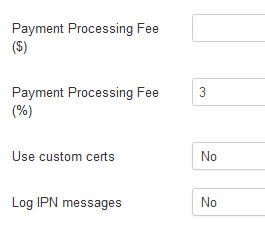 Payment Processing Fee
($)
Payment Processing Fee 3
(%)
Use custom certs No
Log IPN messages No